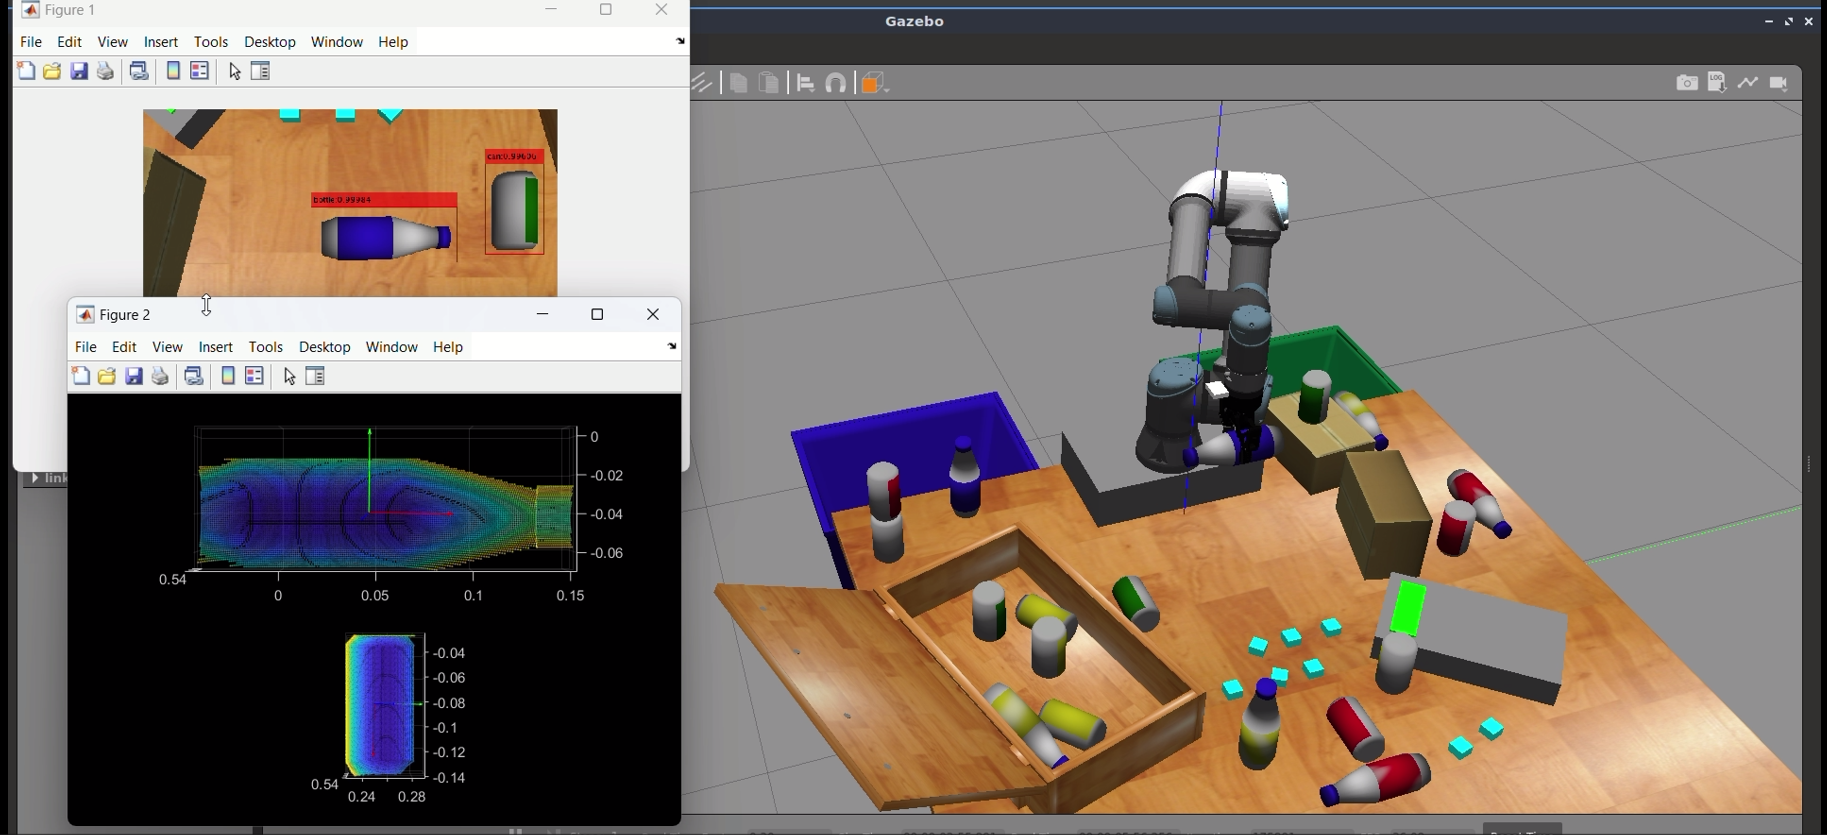 Figure 1
Gazebo
File Edit View Insert Tools Desktop Window Help
LOG
can:0.99606
bottle:0.99984
Figure 2
File Edit View Insert Tools Desktop Window Help
link
0
-0.02
-0.04
-0.06
0.54
0 0.05 0.1 0.15
-0.04
-0.06
-0.08
-0.1
-0.12
-0.14
0.54
0.24 0.28